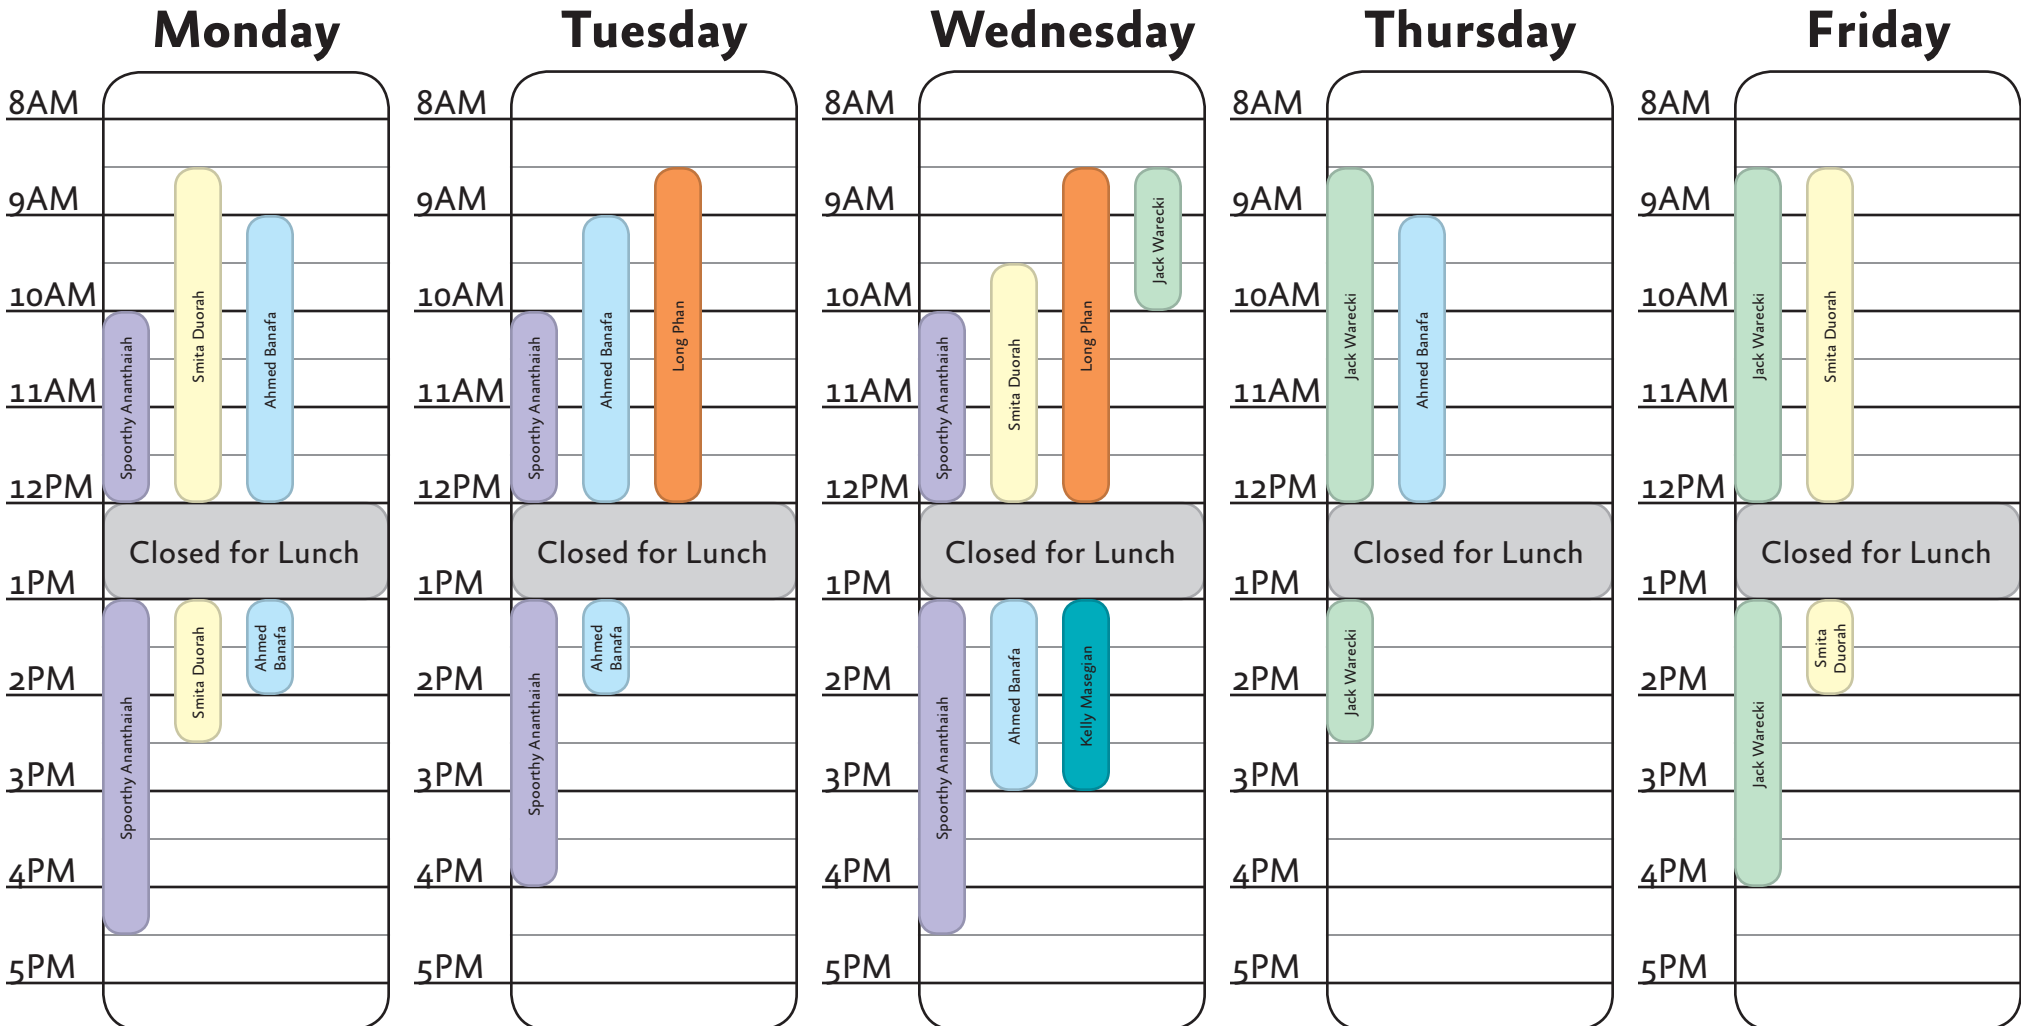 Monday
8AM
9AM
10AM
11AM
12PM
1PM
2PM
3PM
4PM
5PM
Spoorthy Ananthaiah
Smita Duorah
Ahmed Banafa
Closed for Lunch
Spoorthy Ananthaiah
Smita Duorah
Ahmed
Banafa
Tuesday
8AM
9AM
10AM
11AM
12PM
1PM
2PM
3PM
4PM
5PM
Spoorthy Ananthaiah
Ahmed Banafa
Long Phan
Closed for Lunch
Spoorthy Ananthaiah
Ahmed
Banafa
Wednesday
8AM
9AM
10AM
11AM
12PM
1PM
2PM
3PM
4PM
5PM
Spoorthy Ananthaiah
Smita Duorah
Long Phan
Jack Warecki
Closed for Lunch
Spoorthy Ananthaiah
Ahmed Banafa
Kelly Masegian
Thursday
8AM
9AM
10AM
11AM
12PM
1PM
2PM
3PM
4PM
5PM
Jack Warecki
Ahmed Banafa
Closed for Lunch
Jack Warecki
Friday
8AM
9AM
10AM
11AM
12PM
1PM
2PM
3PM
4PM
5PM
Jack Warecki
Smita Duorah
Closed for Lunch
Jack Warecki
Smita
Duorah